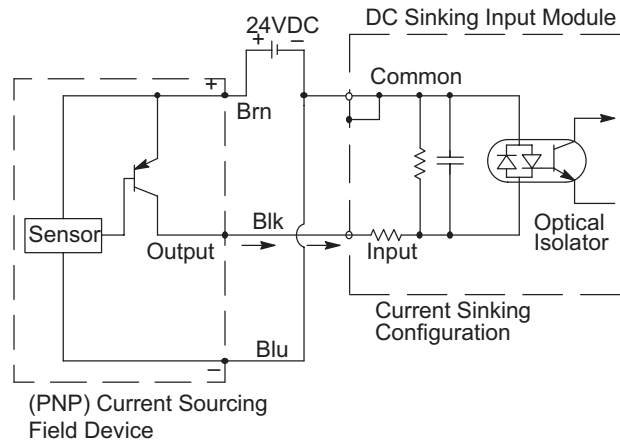 24VDC
DC Sinking Input Module
+
−
+
Brn
Common
Sensor
Output
Blk
Input
Optical
Isolator
Current Sinking
Configuration
Blu
−
(PNP) Current Sourcing
Field Device